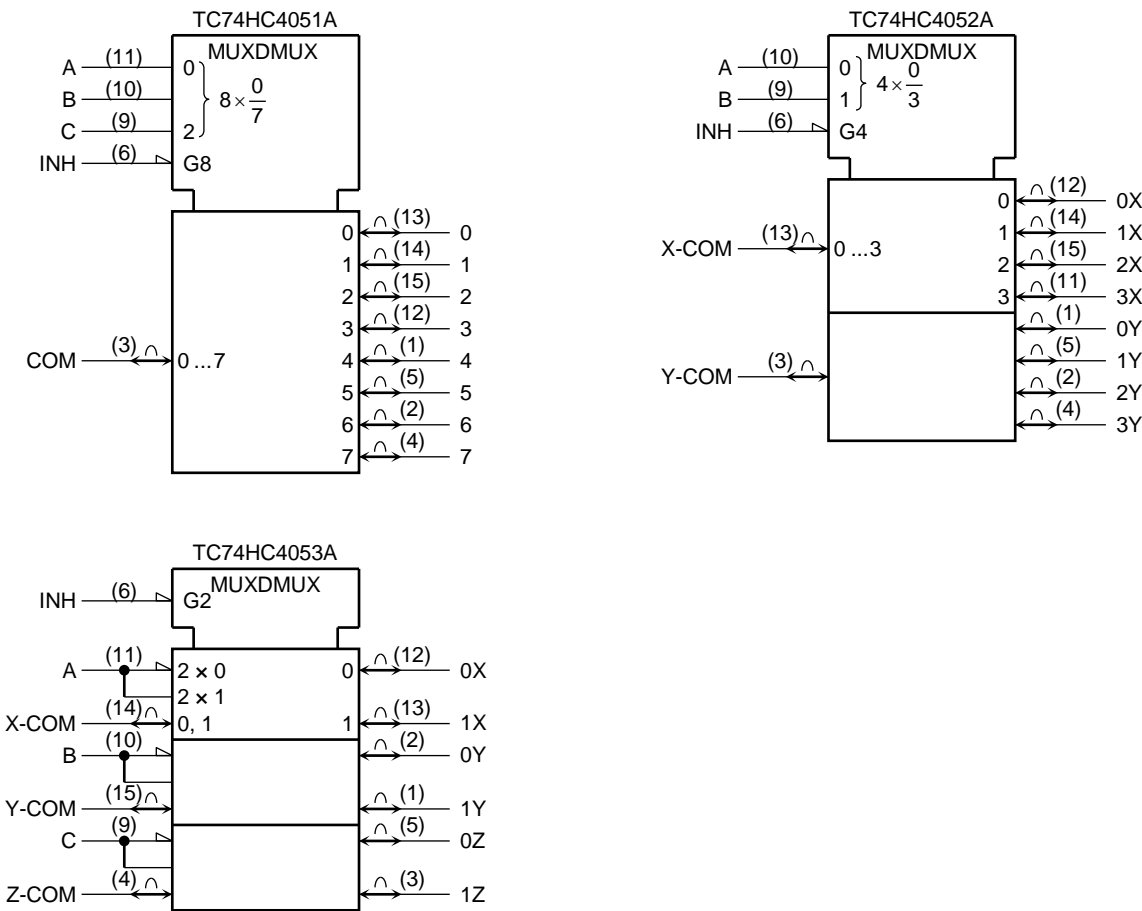 TC74HC4051A
MUXDMUX
A (11) 0
B (10) 8 × 0/7
C (9) 2
INH (6) G8
0 (13) 0
1 (14) 1
2 (15) 2
3 (12) 3
COM (3) 0 ...7 4 (1) 4
5 (5) 5
6 (2) 6
7 (4) 7
TC74HC4052A
MUXDMUX
A (10) 0 4 × 0/3
B (9) 1
INH (6) G4
0 (12) 0X
1 (14) 1X
X-COM (13) 0 ...3
2 (15) 2X
3 (11) 3X
(1) 0Y
(5) 1Y
Y-COM (3)
(2) 2Y
(4) 3Y
TC74HC4053A
MUXDMUX
INH (6) G2
A (11) 2 × 0 0 (12) 0X
2 × 1
X-COM (14) 0, 1 1 (13) 1X
B (10) (2) 0Y
Y-COM (15) (1) 1Y
C (9) (5) 0Z
Z-COM (4) (3) 1Z